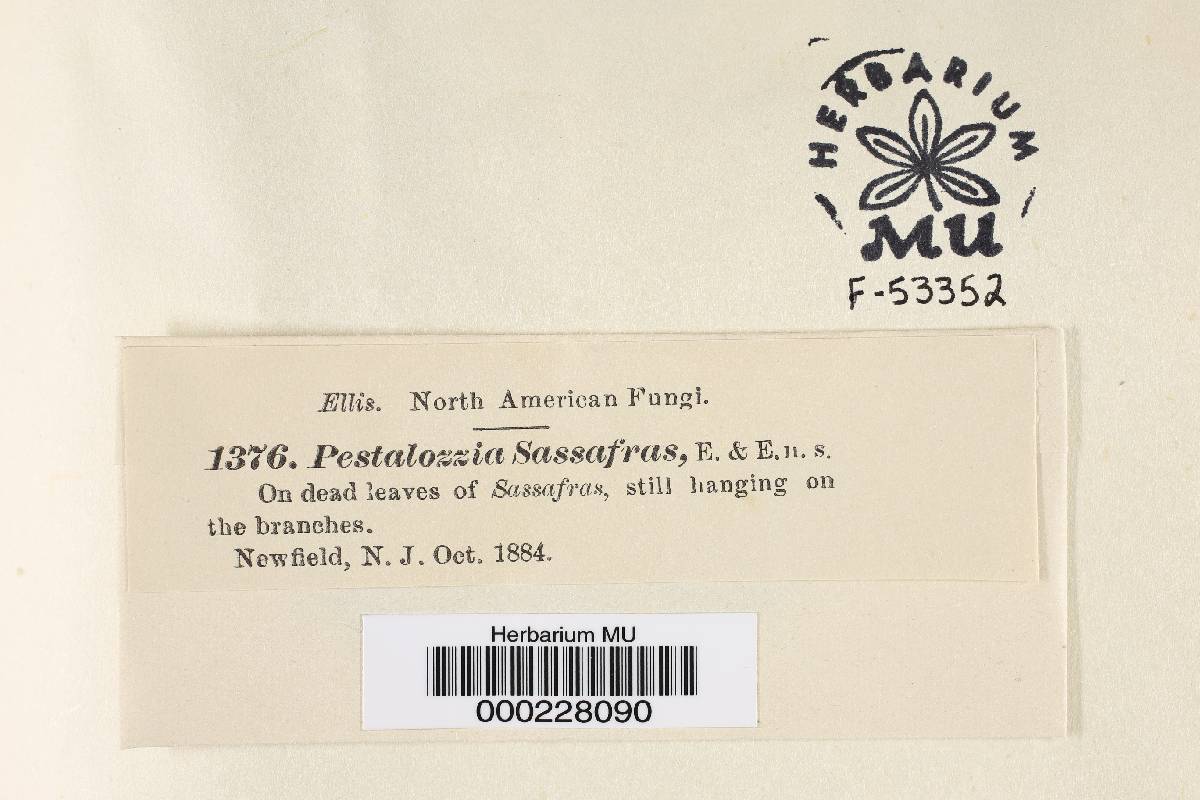 HERBARIUM
MU
F-53352
Ellis. North American Fungi.
1376. Pestalozzia Sassafras, E. & E. n. s.
On dead leaves of Sassafras, still hanging on
the branches.
Newfield, N. J. Oct. 1884.
Herbarium MU
000228090